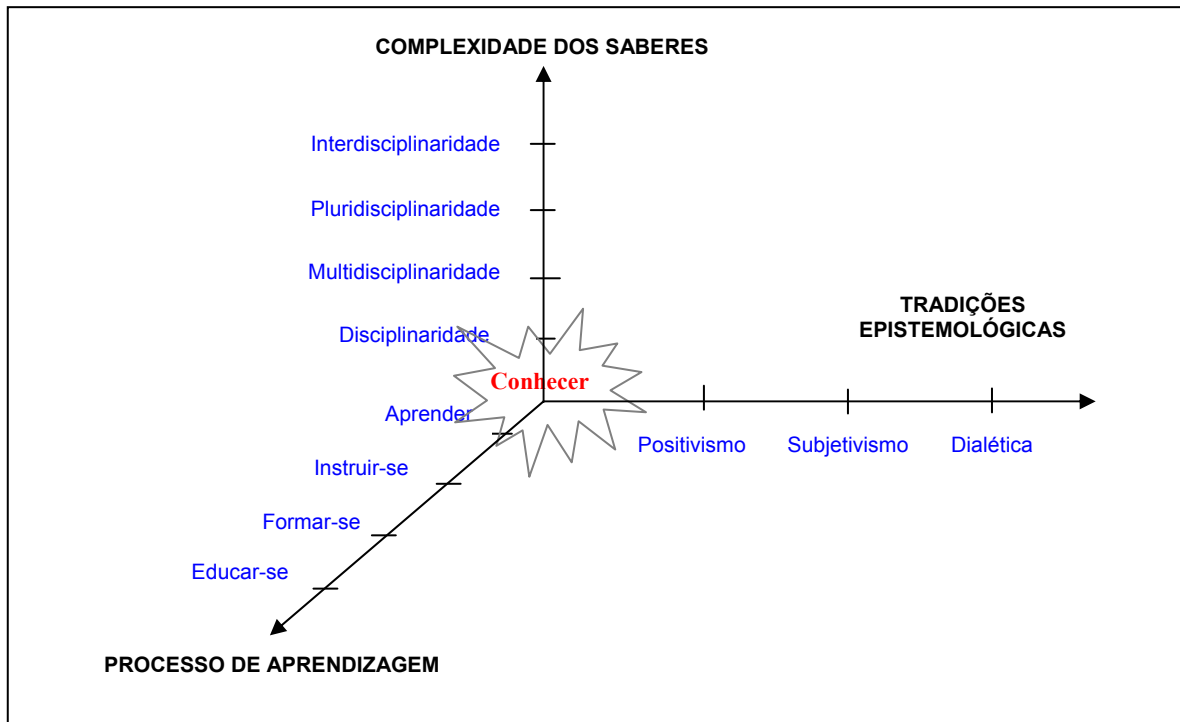 COMPLEXIDADE DOS SABERES
Interdisciplinaridade
Pluridisciplinaridade
Multidisciplinaridade
TRADIÇÕES
EPISTEMOLÓGICAS
Disciplinaridade
Conhecer
Aprender
Positivismo
Subjetivismo
Dialética
Instruir-se
Formar-se
Educar-se
PROCESSO DE APRENDIZAGEM